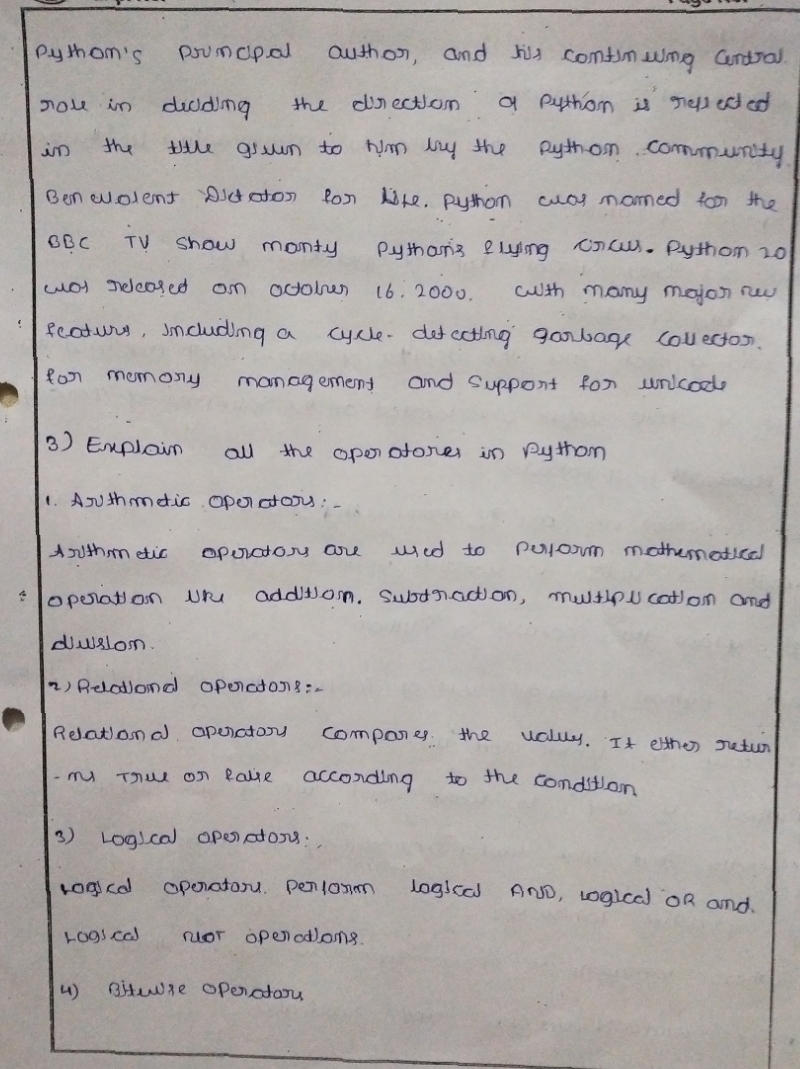 Python's principal author, and his continuing central
role in deciding the direction of Python is reflected
in the title given to him by the Python community
Benevolent Dictator for life. Python was named for the
BBC TV Show monty Python's flying circus. Python 20
was released on october 16. 2000. with many major new
features, including a cycle-detecting garbage collector.
for memory management and support for unicode
3) Explain all the operatores in Python
1. Arithmetic operators:-
Arithmetic operators are used to perform mathematical
operation like addition, Subtraction, multiplication and
division.
2) Relational operators:-
Relational operators compares the values. It either retur
-ns True or false according to the condition
3) Logical operators:
Logical operators. Perform logical AND, logical OR and.
Logical NOT operations.
4) Bitwise operators